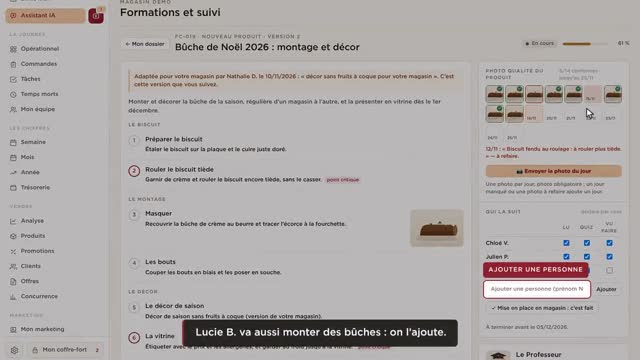 MAGASIN DÉMO
Formations et suivi
Assistant IA
LA JOURNÉE
Opérationnel
Commandes
Tâches
Temps morts
Mon équipe
LES CHIFFRES
Semaine
Mois
Année
Trésorerie
VENDRE
Analyse
Produits
Promotions
Clients
Offres
Concurrence
MARKETING
Mon marketing
Mon coffre-fort 2
← Mon dossier
FC-019 · NOUVEAU PRODUIT · VERSION 2
Bûche de Noël 2026 : montage et décor
En cours
61 %
Adaptée pour votre magasin par Nathalie D. le 10/11/2026 : « décor sans fruits à coque pour votre magasin ». C'est
cette version que vous suivez.
Monter et décorer la bûche de la saison, régulière d'un magasin à l'autre, et la présenter en vitrine dès le 1er
décembre.
LE BISCUIT
1 Préparer le biscuit
Étaler le biscuit sur la plaque et le cuire juste doré.
2 Rouler le biscuit tiède
Garnir de crème et rouler le biscuit encore tiède, sans le casser. point critique
LE MONTAGE
3 Masquer
Recouvrir la bûche de crème au beurre et tracer l'écorce à la fourchette.
4 Les bouts
Couper les bouts en biais et les poser en souche.
LE DÉCOR
5 Le décor de saison
Décor de saison sans fruits à coque (version de votre magasin).
6 La vitrine
PHOTO QUALITÉ DU
PRODUIT
24/11 25/11
12/11 : « Biscuit fendu au roulage : à rouler plus tiède.
» — à refaire.
Envoyer la photo du jour
Une photo par jour, photo obligatoire ; un jour
manqué ou une photo à refaire ajoute un jour.
QUI LA SUIT
LU QUIZ VU FAIRE
Chloé V.
Julien P.
AJOUTER UNE PERSONNE
Ajouter une personne (prénom N
Ajouter
✓ Mise en place en magasin : c'est fait
À terminer avant le 05/12/2026.
Le Professeur
Lucie B. va aussi monter des bûches : on l'ajoute.